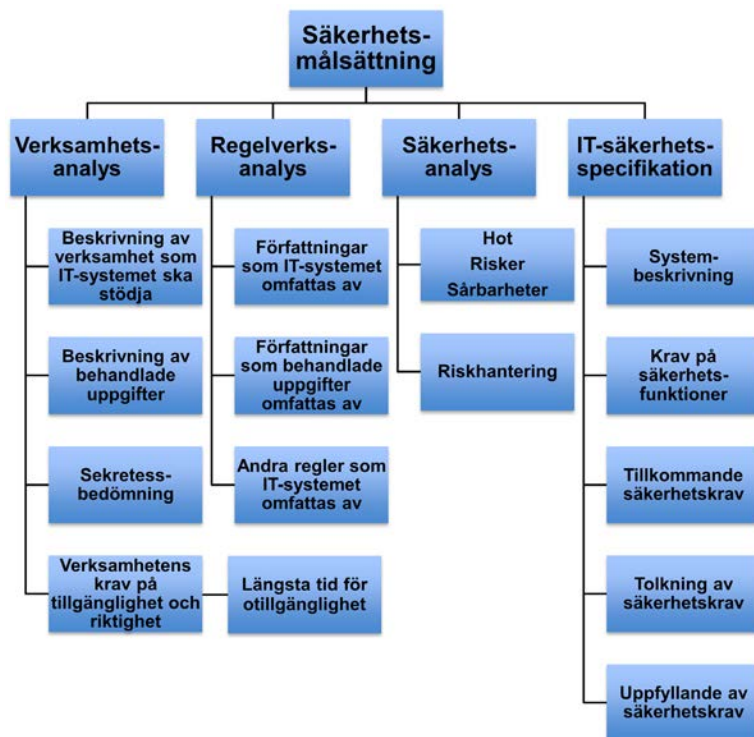 Säkerhets-
målsättning
Verksamhets-
analys
Regelverks-
analys
Säkerhets-
analys
IT-säkerhets-
specifikation
Beskrivning av
verksamhet som
IT-systemet ska
stödja
Beskrivning av
behandlade
uppgifter
Sekretess-
bedömning
Verksamhetens
krav på
tillgänglighet och
riktighet
Längsta tid för
otillgänglighet
Författningar
som IT-systemet
omfattas av
Författningar
som behandlade
uppgifter
omfattas av
Andra regler som
IT-systemet
omfattas av
Hot
Risker
Sårbarheter
Riskhantering
System-
beskrivning
Krav på
säkerhets-
funktioner
Tillkommande
säkerhetskrav
Tolkning av
säkerhetskrav
Uppfyllande av
säkerhetskrav